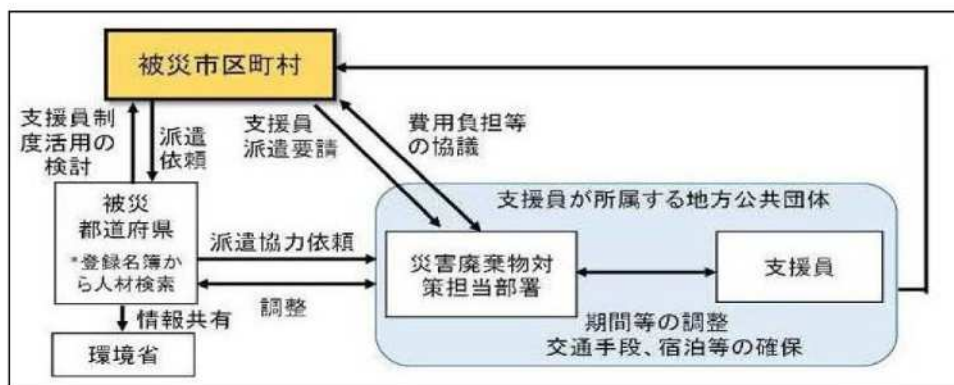 被災市区町村
支援員制
度活用の
検討
派遣
依頼
支援員
派遣要請
費用負担等
の協議
被災
都道府県
*登録名簿か
ら人材検索
派遣協力依頼
調整
情報共有
環境省
支援員が所属する地方公共団体
災害廃棄物対
策担当部署
支援員
期間等の調整
交通手段、宿泊等の確保